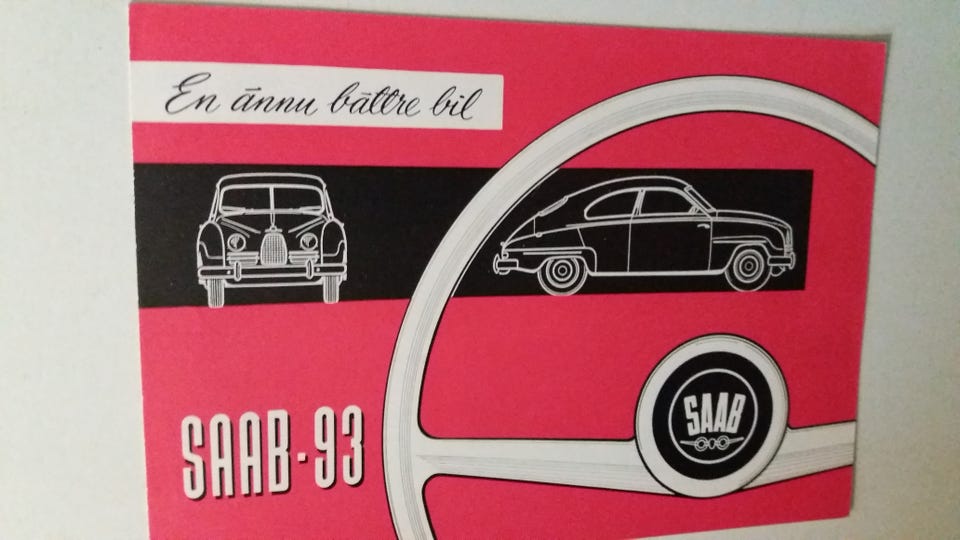 En ännu bättre bil
SAAB-93
SAAB